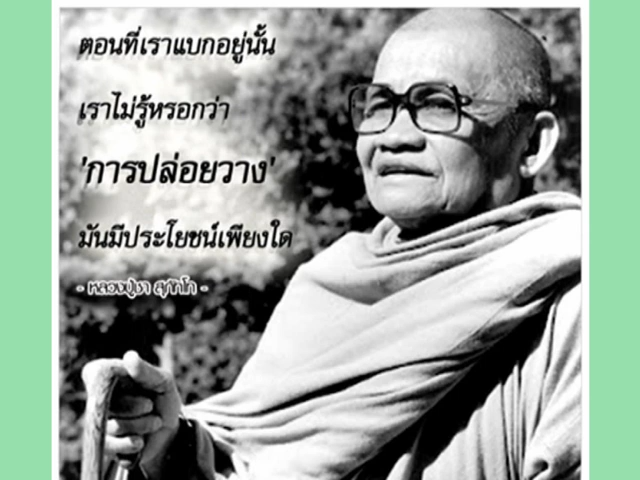 ตอนที่เราแบกอยู่นั้น
เราไม่รู้หรอกว่า
'การปล่อยวาง'
มันมีประโยชน์เพียงใด
- หลวงปู่ชา สุภัทโท -